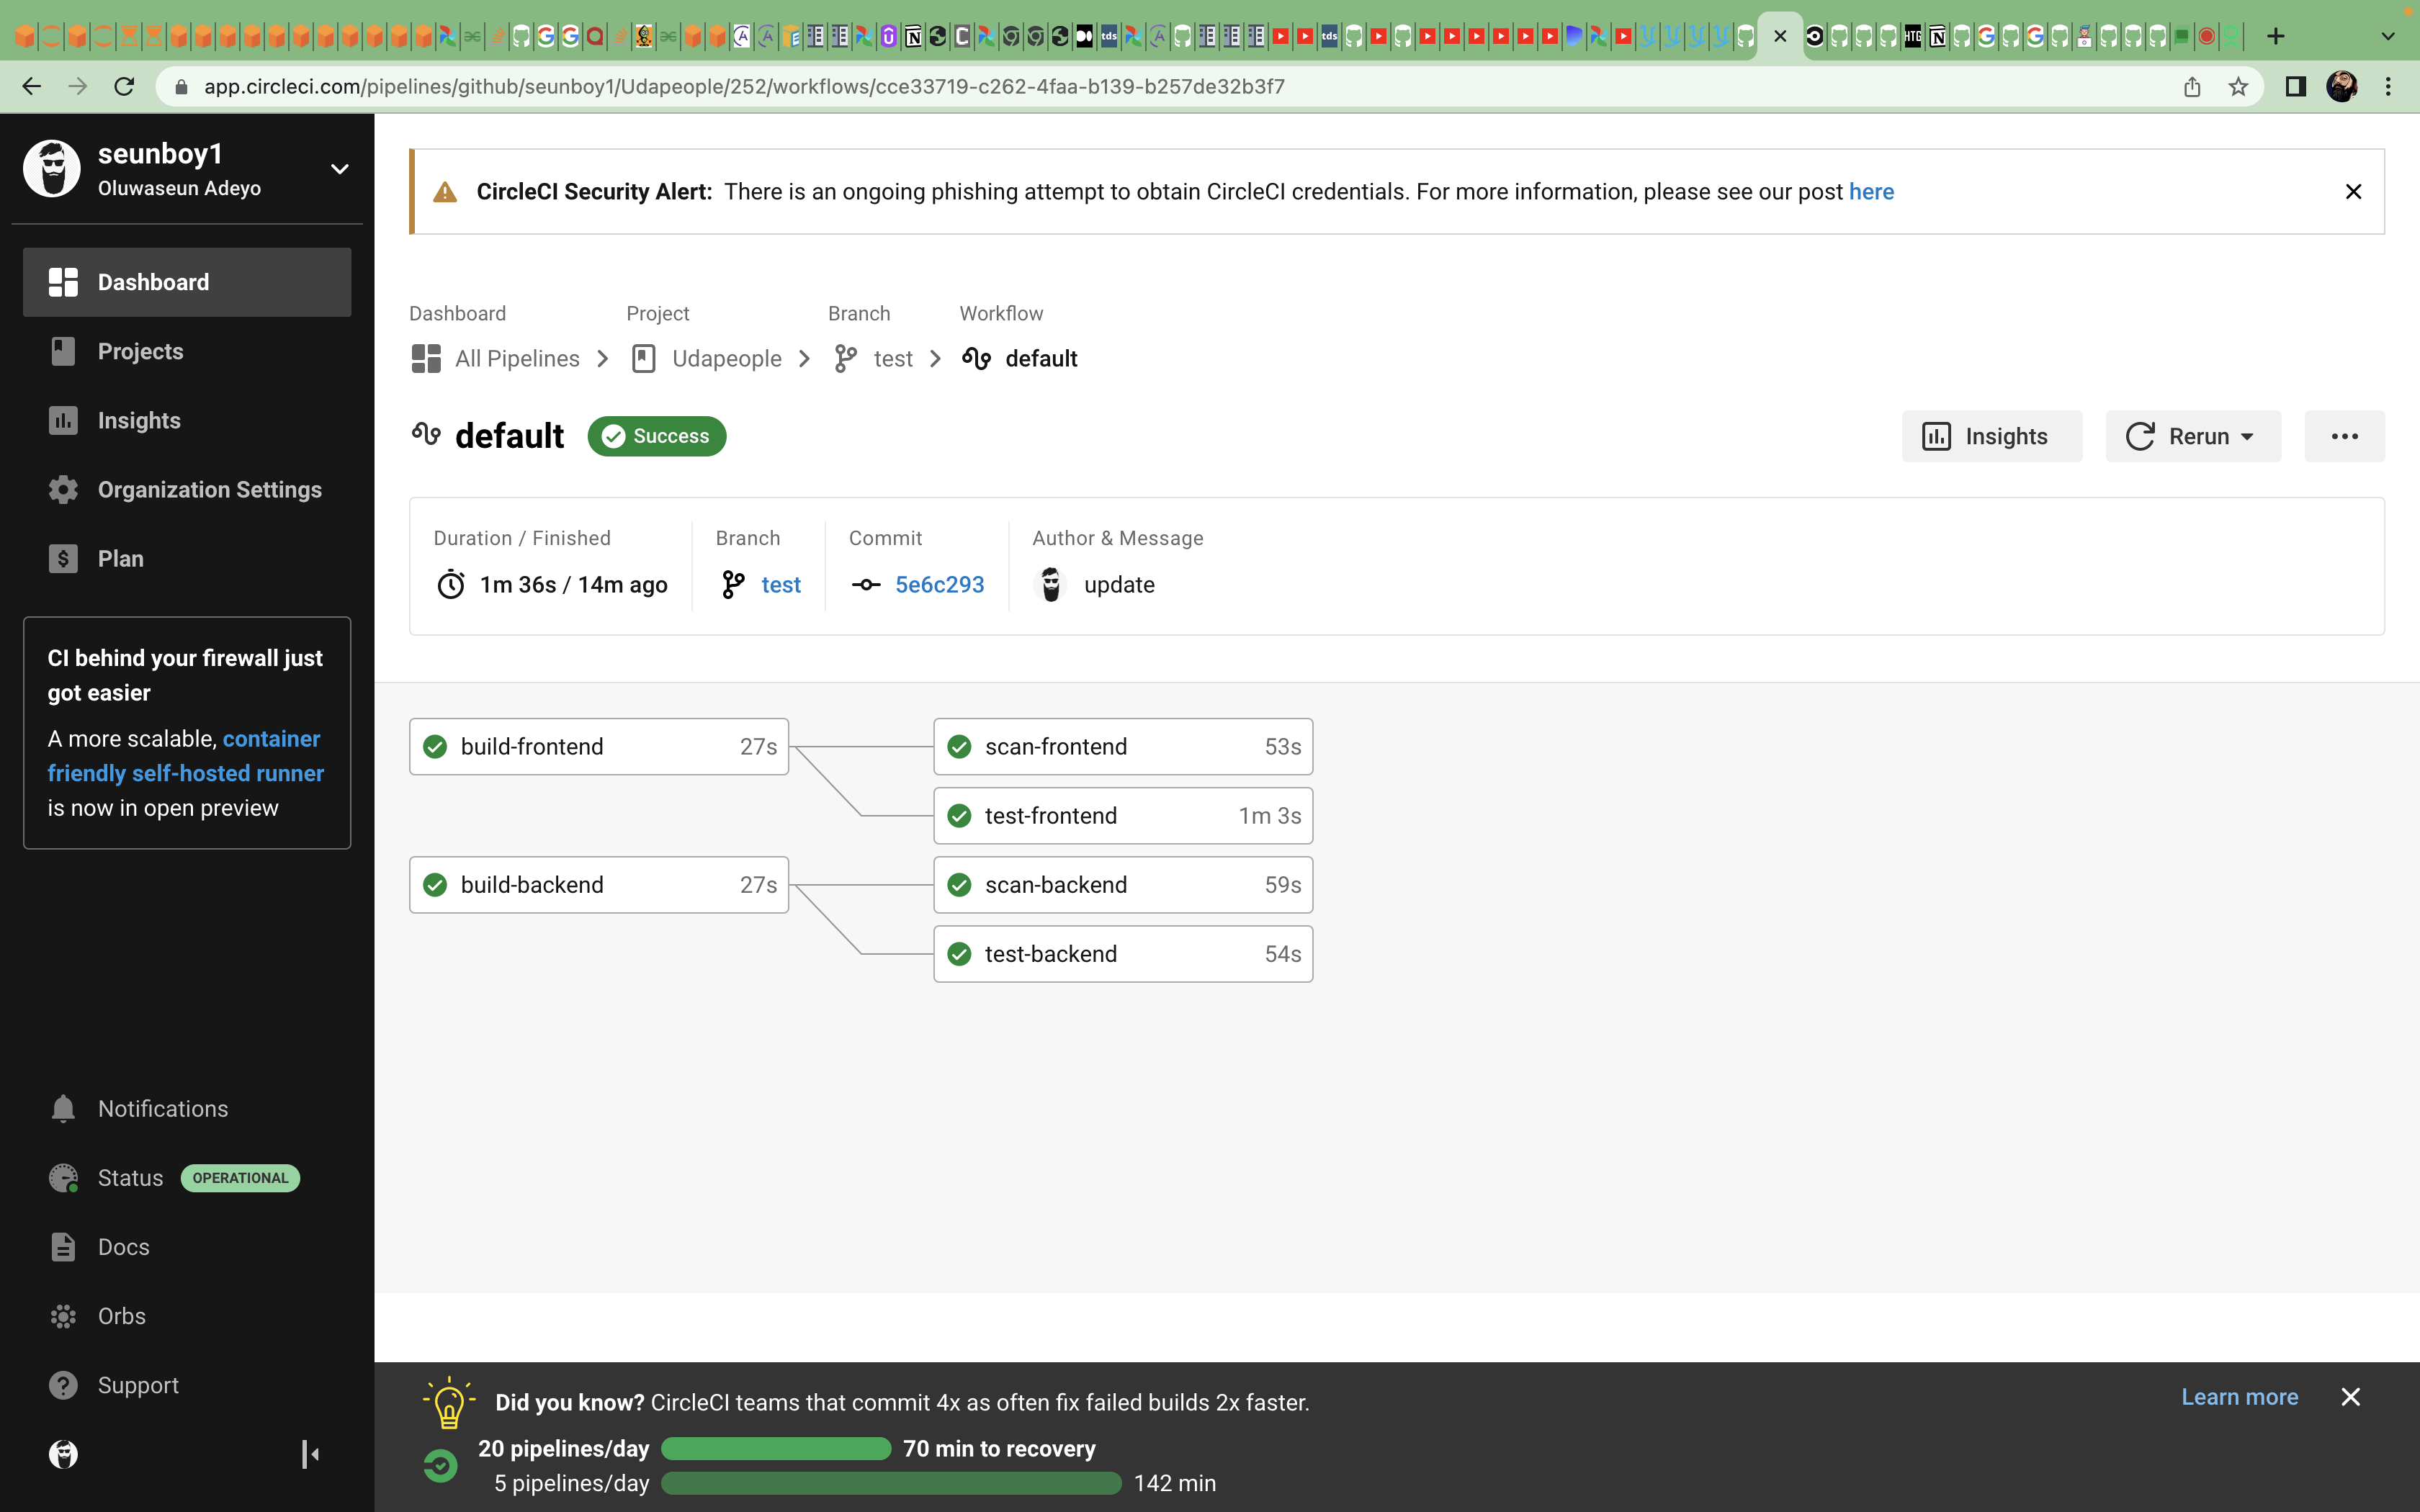 app.circleci.com/pipelines/github/seunboy1/Udapeople/252/workflows/cce33719-c262-4faa-b139-b257de32b3f7
seunboy1
Oluwaseun Adeyo
Dashboard
Projects
Insights
Organization Settings
Plan
CI behind your firewall just
got easier
A more scalable, container
friendly self-hosted runner
is now in open preview
Notifications
Status OPERATIONAL
Docs
Orbs
Support
CircleCI Security Alert: There is an ongoing phishing attempt to obtain CircleCI credentials. For more information, please see our post here
Dashboard Project Branch Workflow
All Pipelines Udapeople test default
default Success Insights Rerun
Duration / Finished Branch Commit Author & Message
1m 36s / 14m ago test 5e6c293 update
build-frontend 27s scan-frontend 53s
test-frontend 1m 3s
build-backend 27s scan-backend 59s
test-backend 54s
Did you know? CircleCI teams that commit 4x as often fix failed builds 2x faster. Learn more
20 pipelines/day 70 min to recovery
5 pipelines/day 142 min